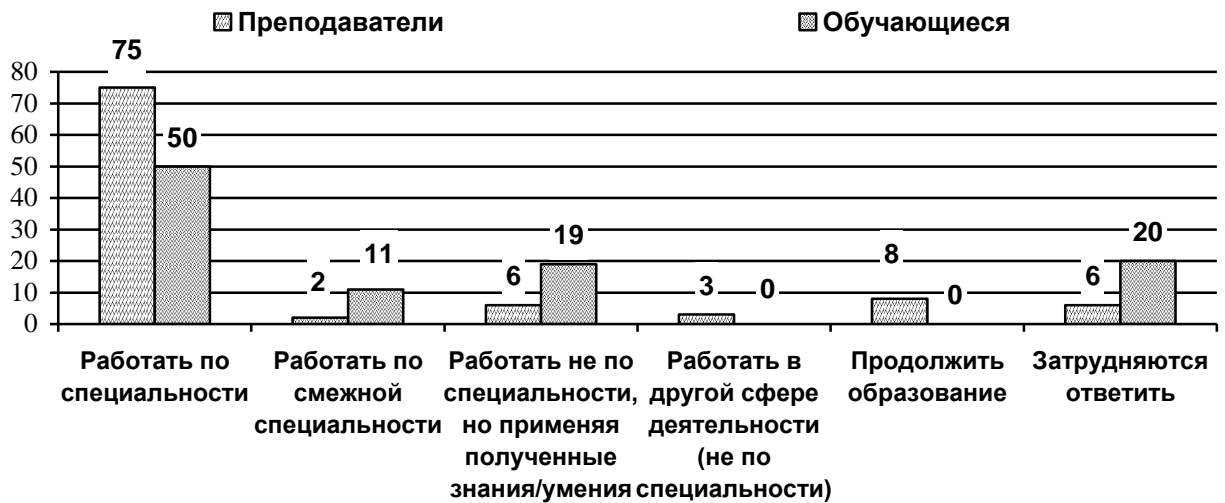 Преподаватели Обучающиеся
75
80
70
60
50
50
40
30
20
10
0
2 11
6 19
3 0
8 0
6 20
Работать по
специальности
Работать по
смежной
специальности
Работать не по
специальности,
но применяя
полученные
знания/умения
Работать в
другой сфере
деятельности
(не по
специальности)
Продолжить
образование
Затрудняются
ответить